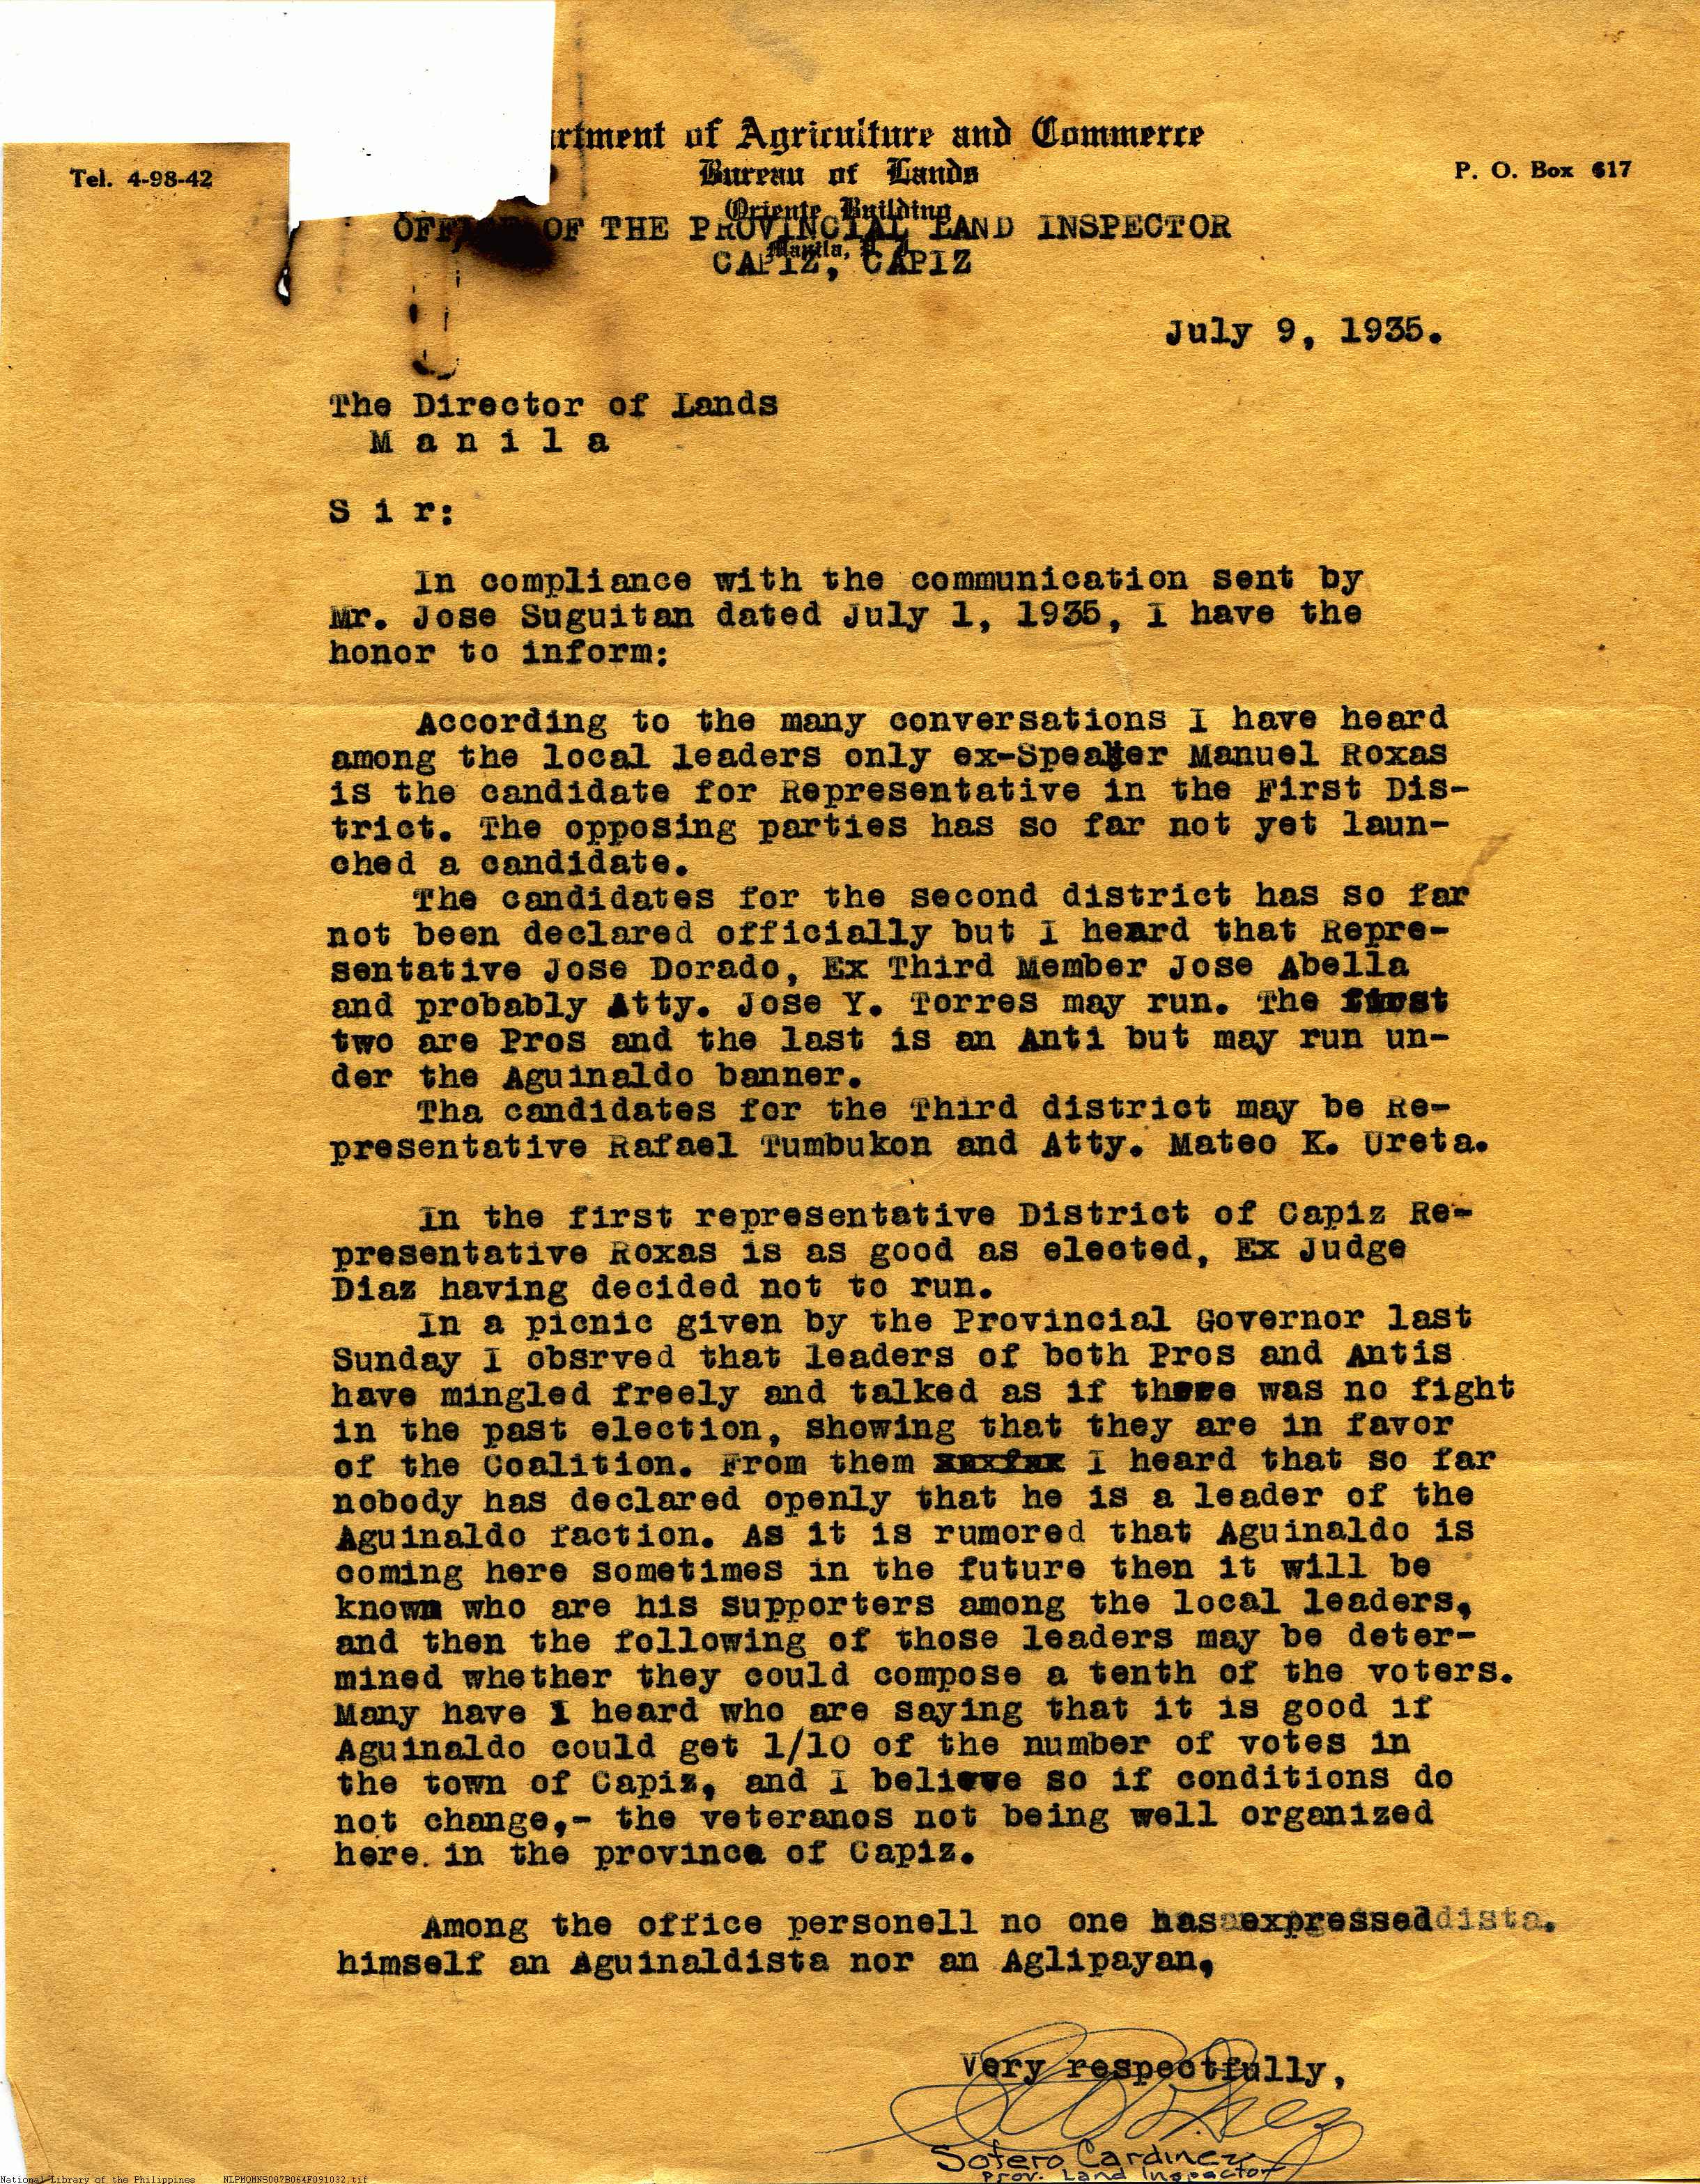 rtment of Agriculture and Commerce
Bureau of Lands
Tel. 4-98-42
P. O. Box 617
Oriente Building
OFFICE OF THE PROVINCIAL LAND INSPECTOR
Manila, P. I.
CAPIZ, CAPIZ
July 9, 1935.
The Director of Lands
M a n i l a
S i r:
In compliance with the communication sent by
Mr. Jose Suguitan dated July 1, 1935, I have the
honor to inform:
According to the many conversations I have heard
among the local leaders only ex-Speaker Manuel Roxas
is the candidate for Representative in the First Dis-
trict. The opposing parties has so far not yet laun-
ched a candidate.
The candidates for the second district has so far
not been declared officially but I heard that Repre-
sentative Jose Dorado, Ex Third Member Jose Abella
and probably Atty. Jose Y. Torres may run. The first
two are Pros and the last is an Anti but may run un-
der the Aguinaldo banner.
Tha candidates for the Third district may be Re-
presentative Rafael Tumbukon and Atty. Mateo K. Ureta.
In the first representative District of Capiz Re-
presentative Roxas is as good as elected, Ex Judge
Diaz having decided not to run.
In a picnic given by the Provincial Governor last
Sunday I obsrved that leaders of both Pros and Antis
have mingled freely and talked as if there was no fight
in the past election, showing that they are in favor
of the Coalition. From them I heard that so far
nobody has declared openly that he is a leader of the
Aguinaldo faction. As it is rumored that Aguinaldo is
coming here sometimes in the future then it will be
known who are his supporters among the local leaders,
and then the following of those leaders may be deter-
mined whether they could compose a tenth of the voters.
Many have I heard who are saying that it is good if
Aguinaldo could get 1/10 of the number of votes in
the town of Capiz, and I believe so if conditions do
not change,- the veteranos not being well organized
here in the province of Capiz.
Among the office personell no one has expressed dista.
himself an Aguinaldista nor an Aglipayan,
Very respectfully,
Sotero Cardinez
Prov. Land Inspector
National Library of the Philippines NLPMQMNS007B064F091032.tif